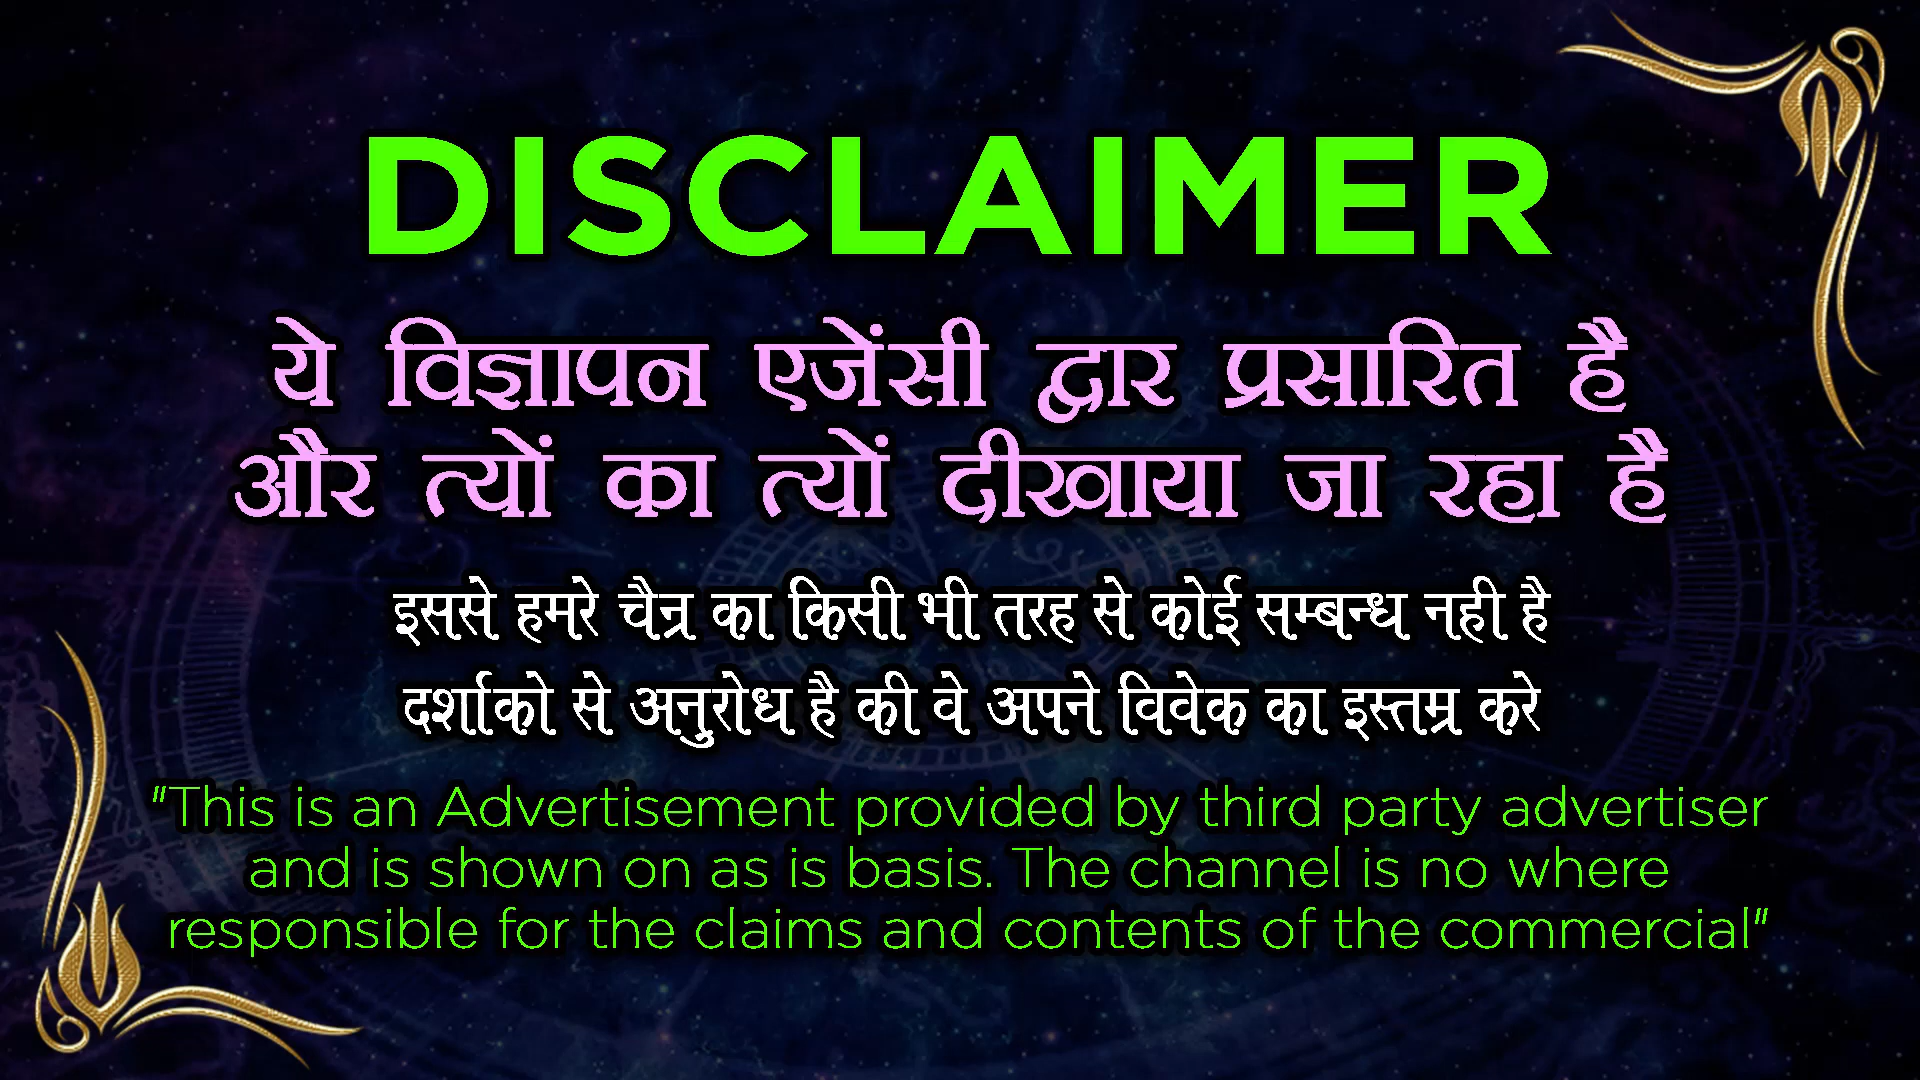 DISCLAIMER
ये विज्ञापन एजेंसी द्वार प्रसारित है
और त्यों का त्यों दीखाया जा रहा है
इससे हमरे चैन्र का किसी भी तरह से कोई सम्बन्ध नही है
दर्शाको से अनुरोध है की वे अपने विवेक का इस्तम्र करे
"This is an Advertisement provided by third party advertiser
and is shown on as is basis. The channel is no where
responsible for the claims and contents of the commercial"